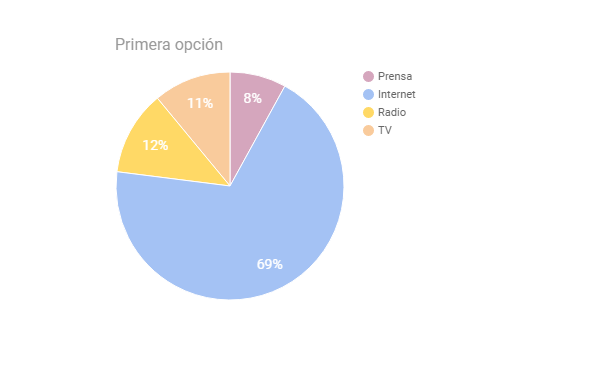 Primera opción
Prensa
Internet
Radio
TV
11%
8%
12%
69%